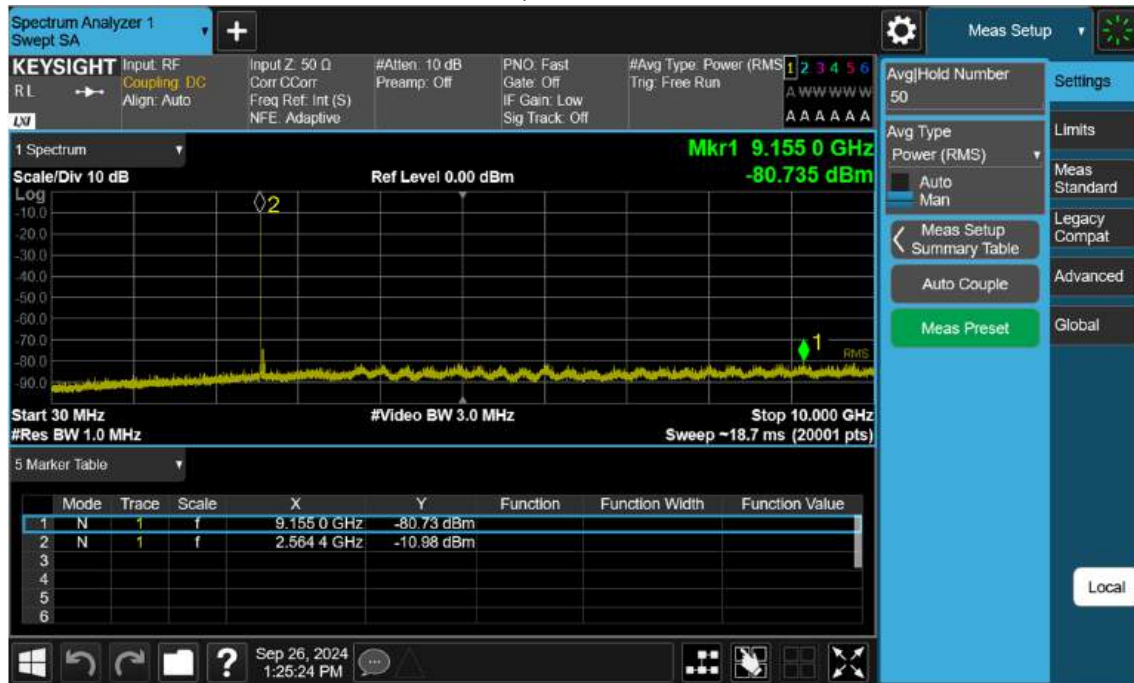 Spectrum Analyzer 1
Swept SA
+
Meas Setup
KEYSIGHT
RL
LXI
Input: RF
Coupling: DC
Align: Auto
Input Z: 50 Ω
Corr CCorr
Freq Ref: Int (S)
NFE: Adaptive
#Atten: 10 dB
Preamp: Off
PNO: Fast
Gate: Off
IF Gain: Low
Sig Track: Off
#Avg Type: Power (RMS
Trig: Free Run
1 2 3 4 5 6
A W W W W W
A A A A A A
1 Spectrum
Scale/Div 10 dB
Ref Level 0.00 dBm
Mkr1 9.155 0 GHz
-80.735 dBm
Log
-10.0
-20.0
-30.0
-40.0
-50.0
-60.0
-70.0
-80.0
-90.0
2
1
RMS
Start 30 MHz
#Video BW 3.0 MHz
Stop 10.000 GHz
#Res BW 1.0 MHz
Sweep ~18.7 ms (20001 pts)
5 Marker Table
Mode Trace Scale X Y Function Function Width Function Value
1 N 1 f 9.155 0 GHz -80.73 dBm
2 N 1 f 2.564 4 GHz -10.98 dBm
3
4
5
6
Avg|Hold Number
50
Avg Type
Power (RMS)
Auto
Man
Meas Setup
Summary Table
Auto Couple
Meas Preset
Settings
Limits
Meas
Standard
Legacy
Compat
Advanced
Global
Local
?
Sep 26, 2024
1:25:24 PM